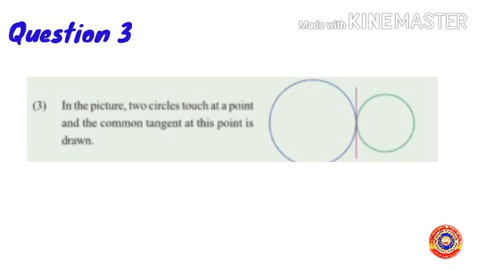 Question 3
Made with KINEMASTER
(3) In the picture, two circles touch at a point
and the common tangent at this point is
drawn.